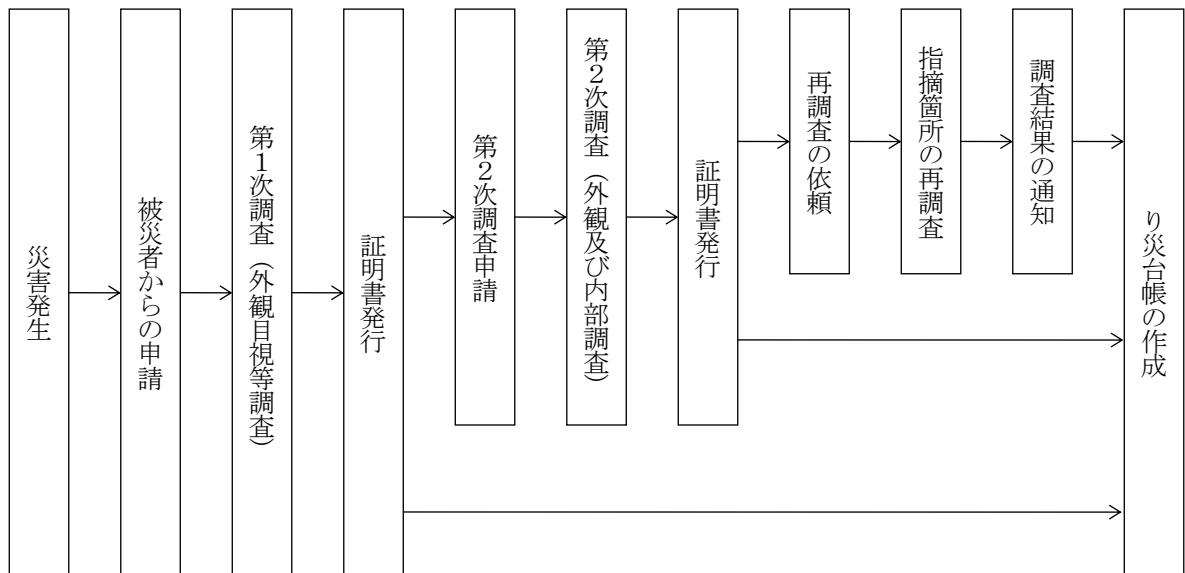 災害発生
被災者からの申請
第１次調査（外観目視等調査）
証明書発行
第２次調査申請
第２次調査（外観及び内部調査）
証明書発行
再調査の依頼
指摘箇所の再調査
調査結果の通知
り災台帳の作成